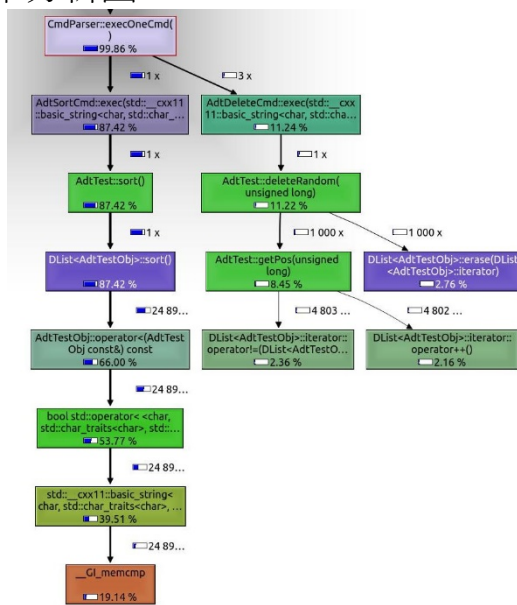 CmdParser::execOneCmd(
)
99.86 %
1 x
3 x
AdtSortCmd::exec(std::__cxx11
::basic_string<char, std::char_...
87.42 %
AdtDeleteCmd::exec(std::__cxx
11::basic_string<char, std::cha...
11.24 %
1 x
1 x
AdtTest::sort()
87.42 %
AdtTest::deleteRandom(
unsigned long)
11.22 %
1 x
1 000 x
1 000 x
DList<AdtTestObj>::sort()
87.42 %
AdtTest::getPos(unsigned
long)
8.45 %
DList<AdtTestObj>::erase(DList
<AdtTestObj>::iterator)
2.76 %
24 89...
4 803 ...
4 802 ...
AdtTestObj::operator<(AdtTest
Obj const&) const
66.00 %
DList<AdtTestObj>::iterator::
operator!=(DList<AdtTestO...
2.36 %
DList<AdtTestObj>::iterator::
operator++()
2.16 %
24 89...
bool std::operator< <char,
std::char_traits<char>, std::...
53.77 %
24 89...
std::__cxx11::basic_string<
char, std::char_traits<char>, ...
39.51 %
24 89...
__GI_memcmp
19.14 %